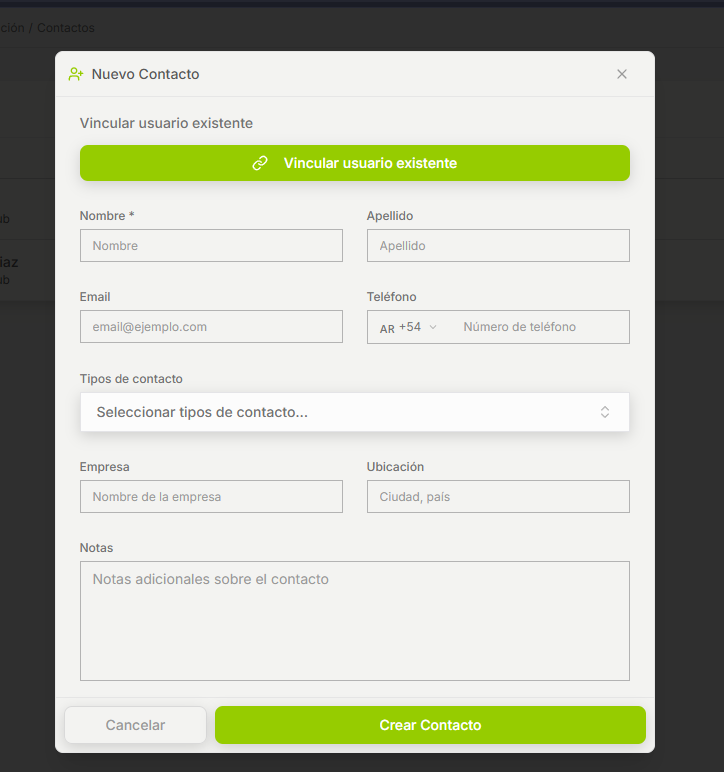 ción / Contactos
Nuevo Contacto
Vincular usuario existente
Vincular usuario existente
Nombre * Apellido
Nombre Apellido
Email Teléfono
email@ejemplo.com AR +54 Número de teléfono
Tipos de contacto
Seleccionar tipos de contacto...
Empresa Ubicación
Nombre de la empresa Ciudad, país
Notas
Notas adicionales sobre el contacto
Cancelar Crear Contacto
ub
iaz
ub